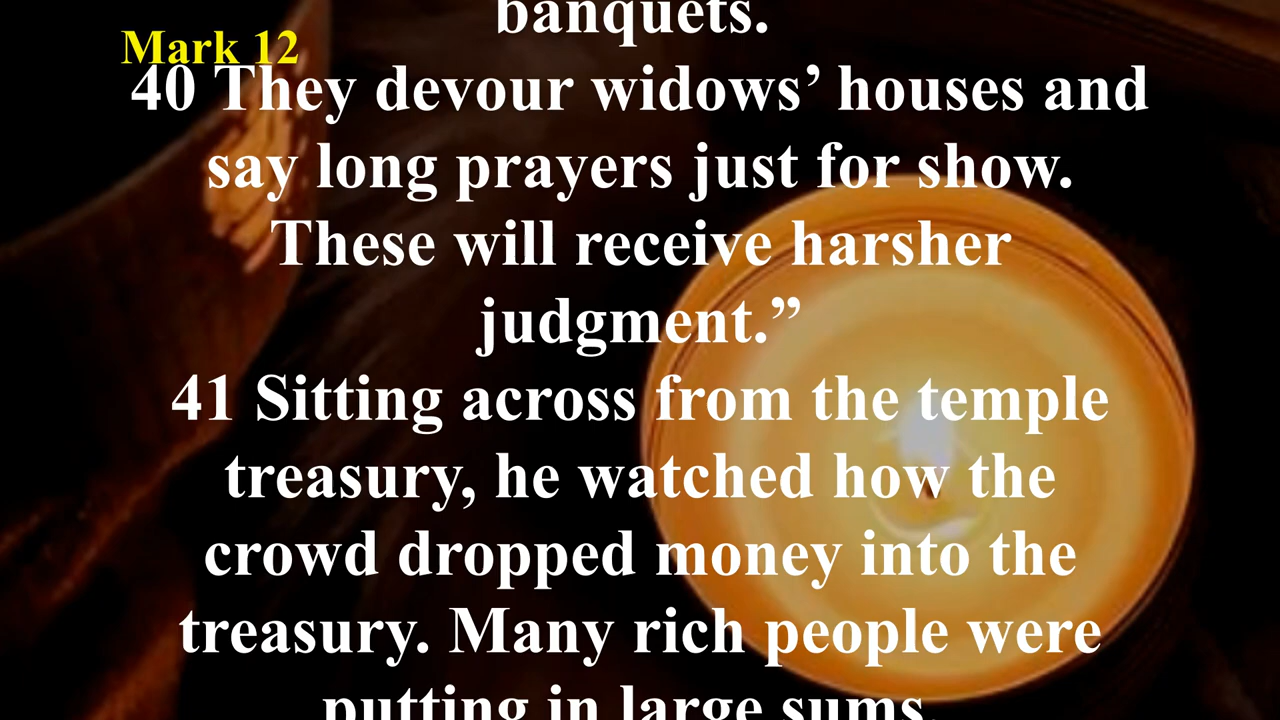 banquets.
Mark 12
40 They devour widows’ houses and
say long prayers just for show.
These will receive harsher
judgment.”
41 Sitting across from the temple
treasury, he watched how the
crowd dropped money into the
treasury. Many rich people were
putting in large sums.